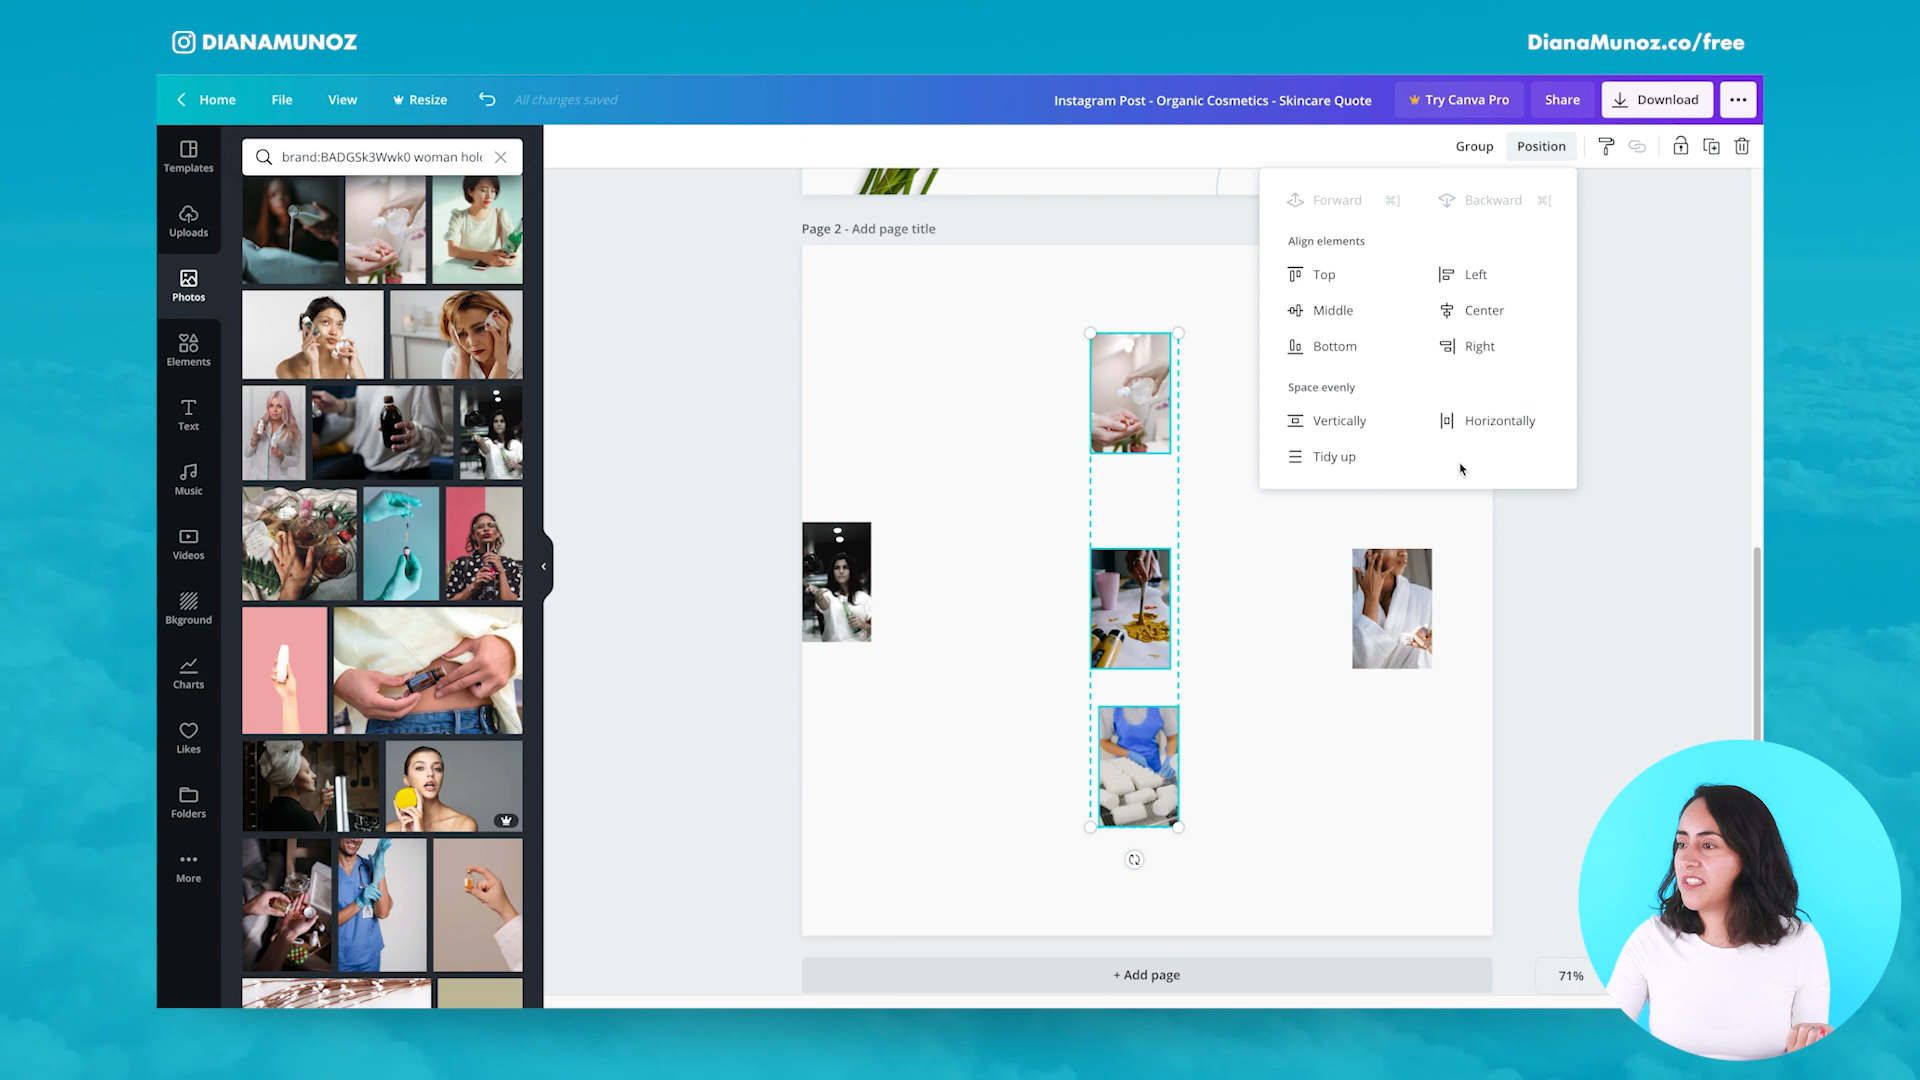 DIANAMUNOZ
DianaMunoz.co/free
Home
File
View
Resize
All changes saved
Instagram Post - Organic Cosmetics - Skincare Quote
Try Canva Pro
Share
Download
Templates
Uploads
Photos
Elements
Text
Music
Videos
Bkground
Charts
Likes
Folders
More
brand:BADGSk3Wwk0 woman hol
Group
Position
Forward ⌘]
Backward ⌘[
Align elements
Top
Left
Middle
Center
Bottom
Right
Space evenly
Vertically
Horizontally
Tidy up
Page 2 - Add page title
+ Add page
71%